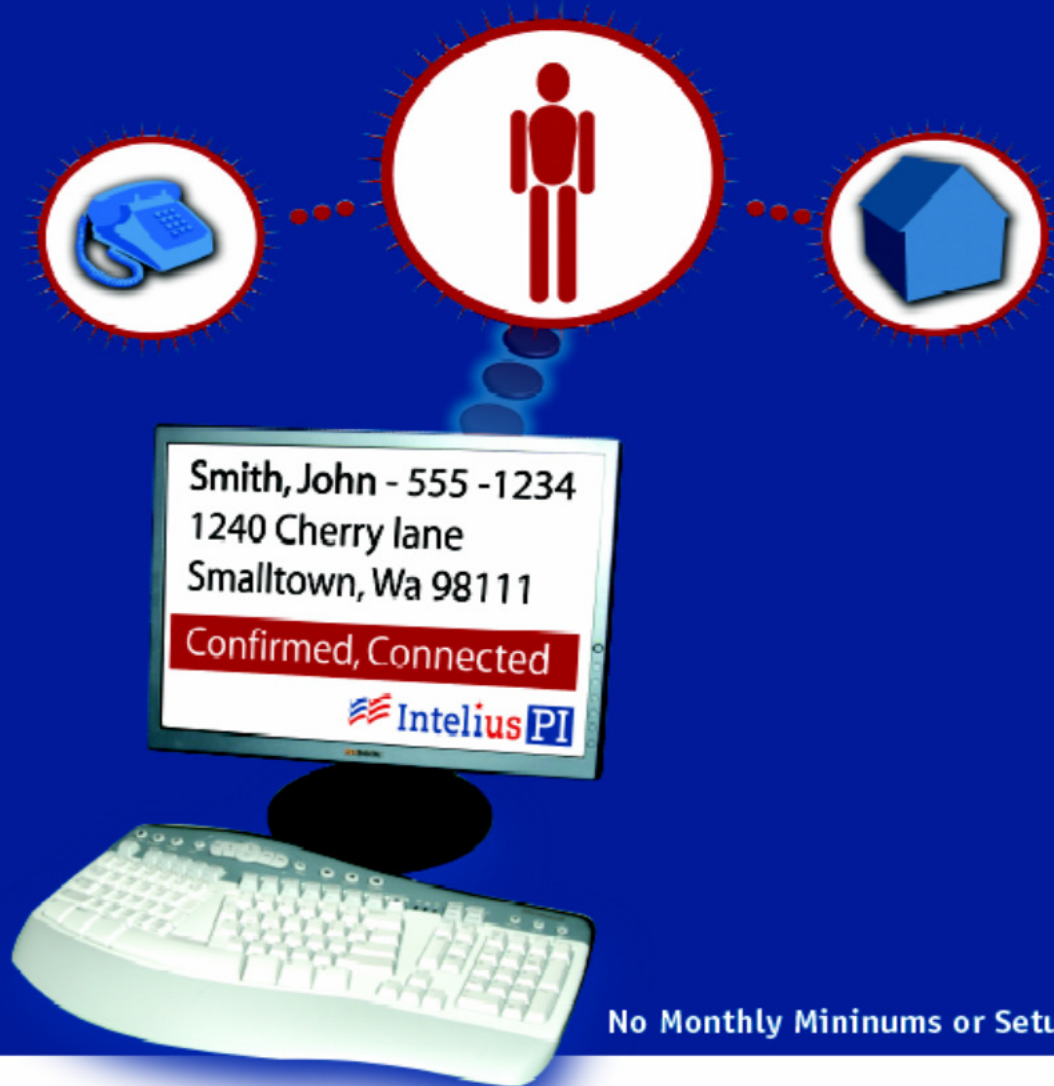 Smith, John - 555 -1234
1240 Cherry lane
Smalltown, Wa 98111
Confirmed, Connected
Intelius PI
No Monthly Mininums or Setu